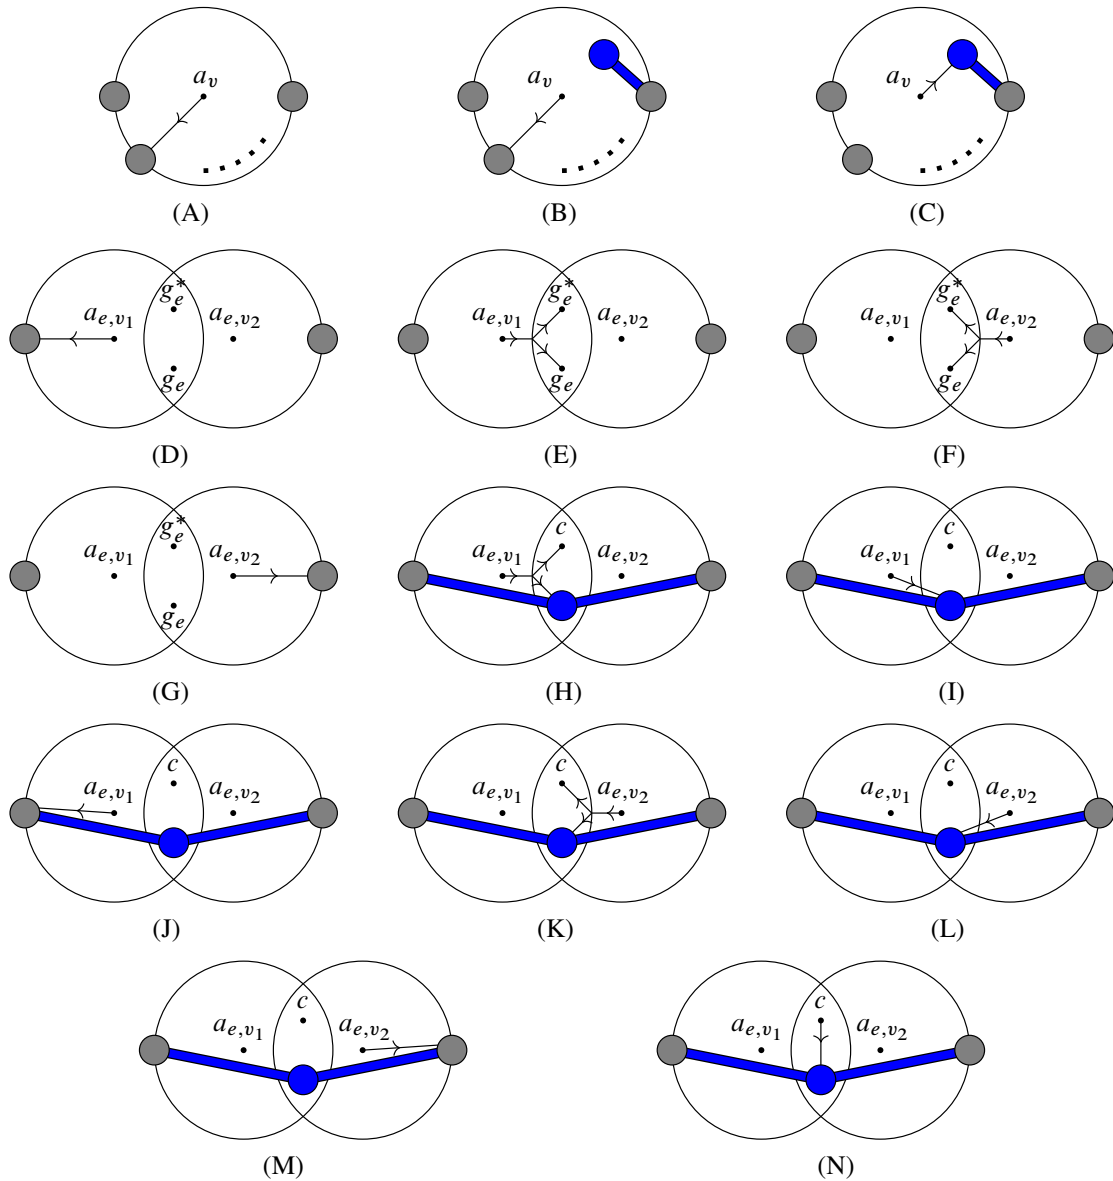 a_v a_v a_v
(A) (B) (C)
g_e^* g_e^* g_e^*
a_{e,v_1} a_{e,v_2} a_{e,v_1} a_{e,v_2} a_{e,v_1} a_{e,v_2}
g_e g_e g_e
(D) (E) (F)
g_e^* c c
a_{e,v_1} a_{e,v_2} a_{e,v_1} a_{e,v_2} a_{e,v_1} a_{e,v_2}
g_e
(G) (H) (I)
c c c
a_{e,v_1} a_{e,v_2} a_{e,v_1} a_{e,v_2} a_{e,v_1} a_{e,v_2}
(J) (K) (L)
c c
a_{e,v_1} a_{e,v_2} a_{e,v_1} a_{e,v_2}
(M) (N)